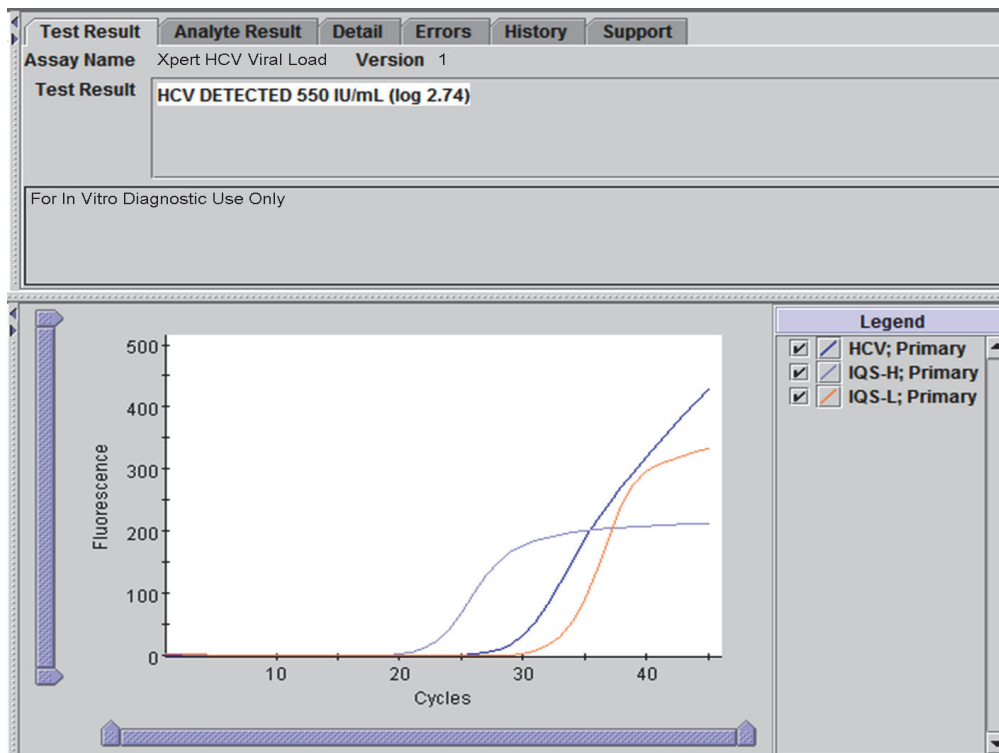 Test Result Analyte Result Detail Errors History Support
Assay Name Xpert HCV Viral Load Version 1
Test Result HCV DETECTED 550 IU/mL (log 2.74)
For In Vitro Diagnostic Use Only
500
400
300
200
100
0
Fluorescence
10 20 30 40
Cycles
Legend
HCV; Primary
IQS-H; Primary
IQS-L; Primary